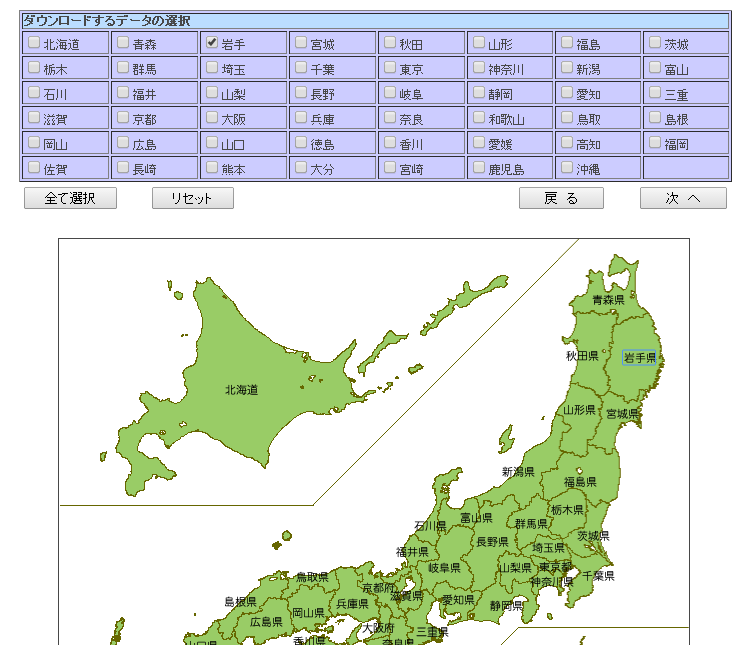 ダウンロードするデータの選択
北海道 青森 岩手 宮城 秋田 山形 福島 茨城
栃木 群馬 埼玉 千葉 東京 神奈川 新潟 富山
石川 福井 山梨 長野 岐阜 静岡 愛知 三重
滋賀 京都 大阪 兵庫 奈良 和歌山 鳥取 島根
岡山 広島 山口 徳島 香川 愛媛 高知 福岡
佐賀 長崎 熊本 大分 宮崎 鹿児島 沖縄
全て選択 リセット 戻 る 次 へ
青森県
秋田県 岩手県
北海道
山形県 宮城県
新潟県
福島県
栃木県
石川県 富山県 群馬県
茨城県
福井県 長野県 埼玉県
岐阜県 山梨県 東京都
鳥取県 神奈川県 千葉県
京都府 滋賀県
島根県 岡山県 兵庫県 愛知県 静岡県
広島県 大阪府 三重県
山口県 香川県 奈良県